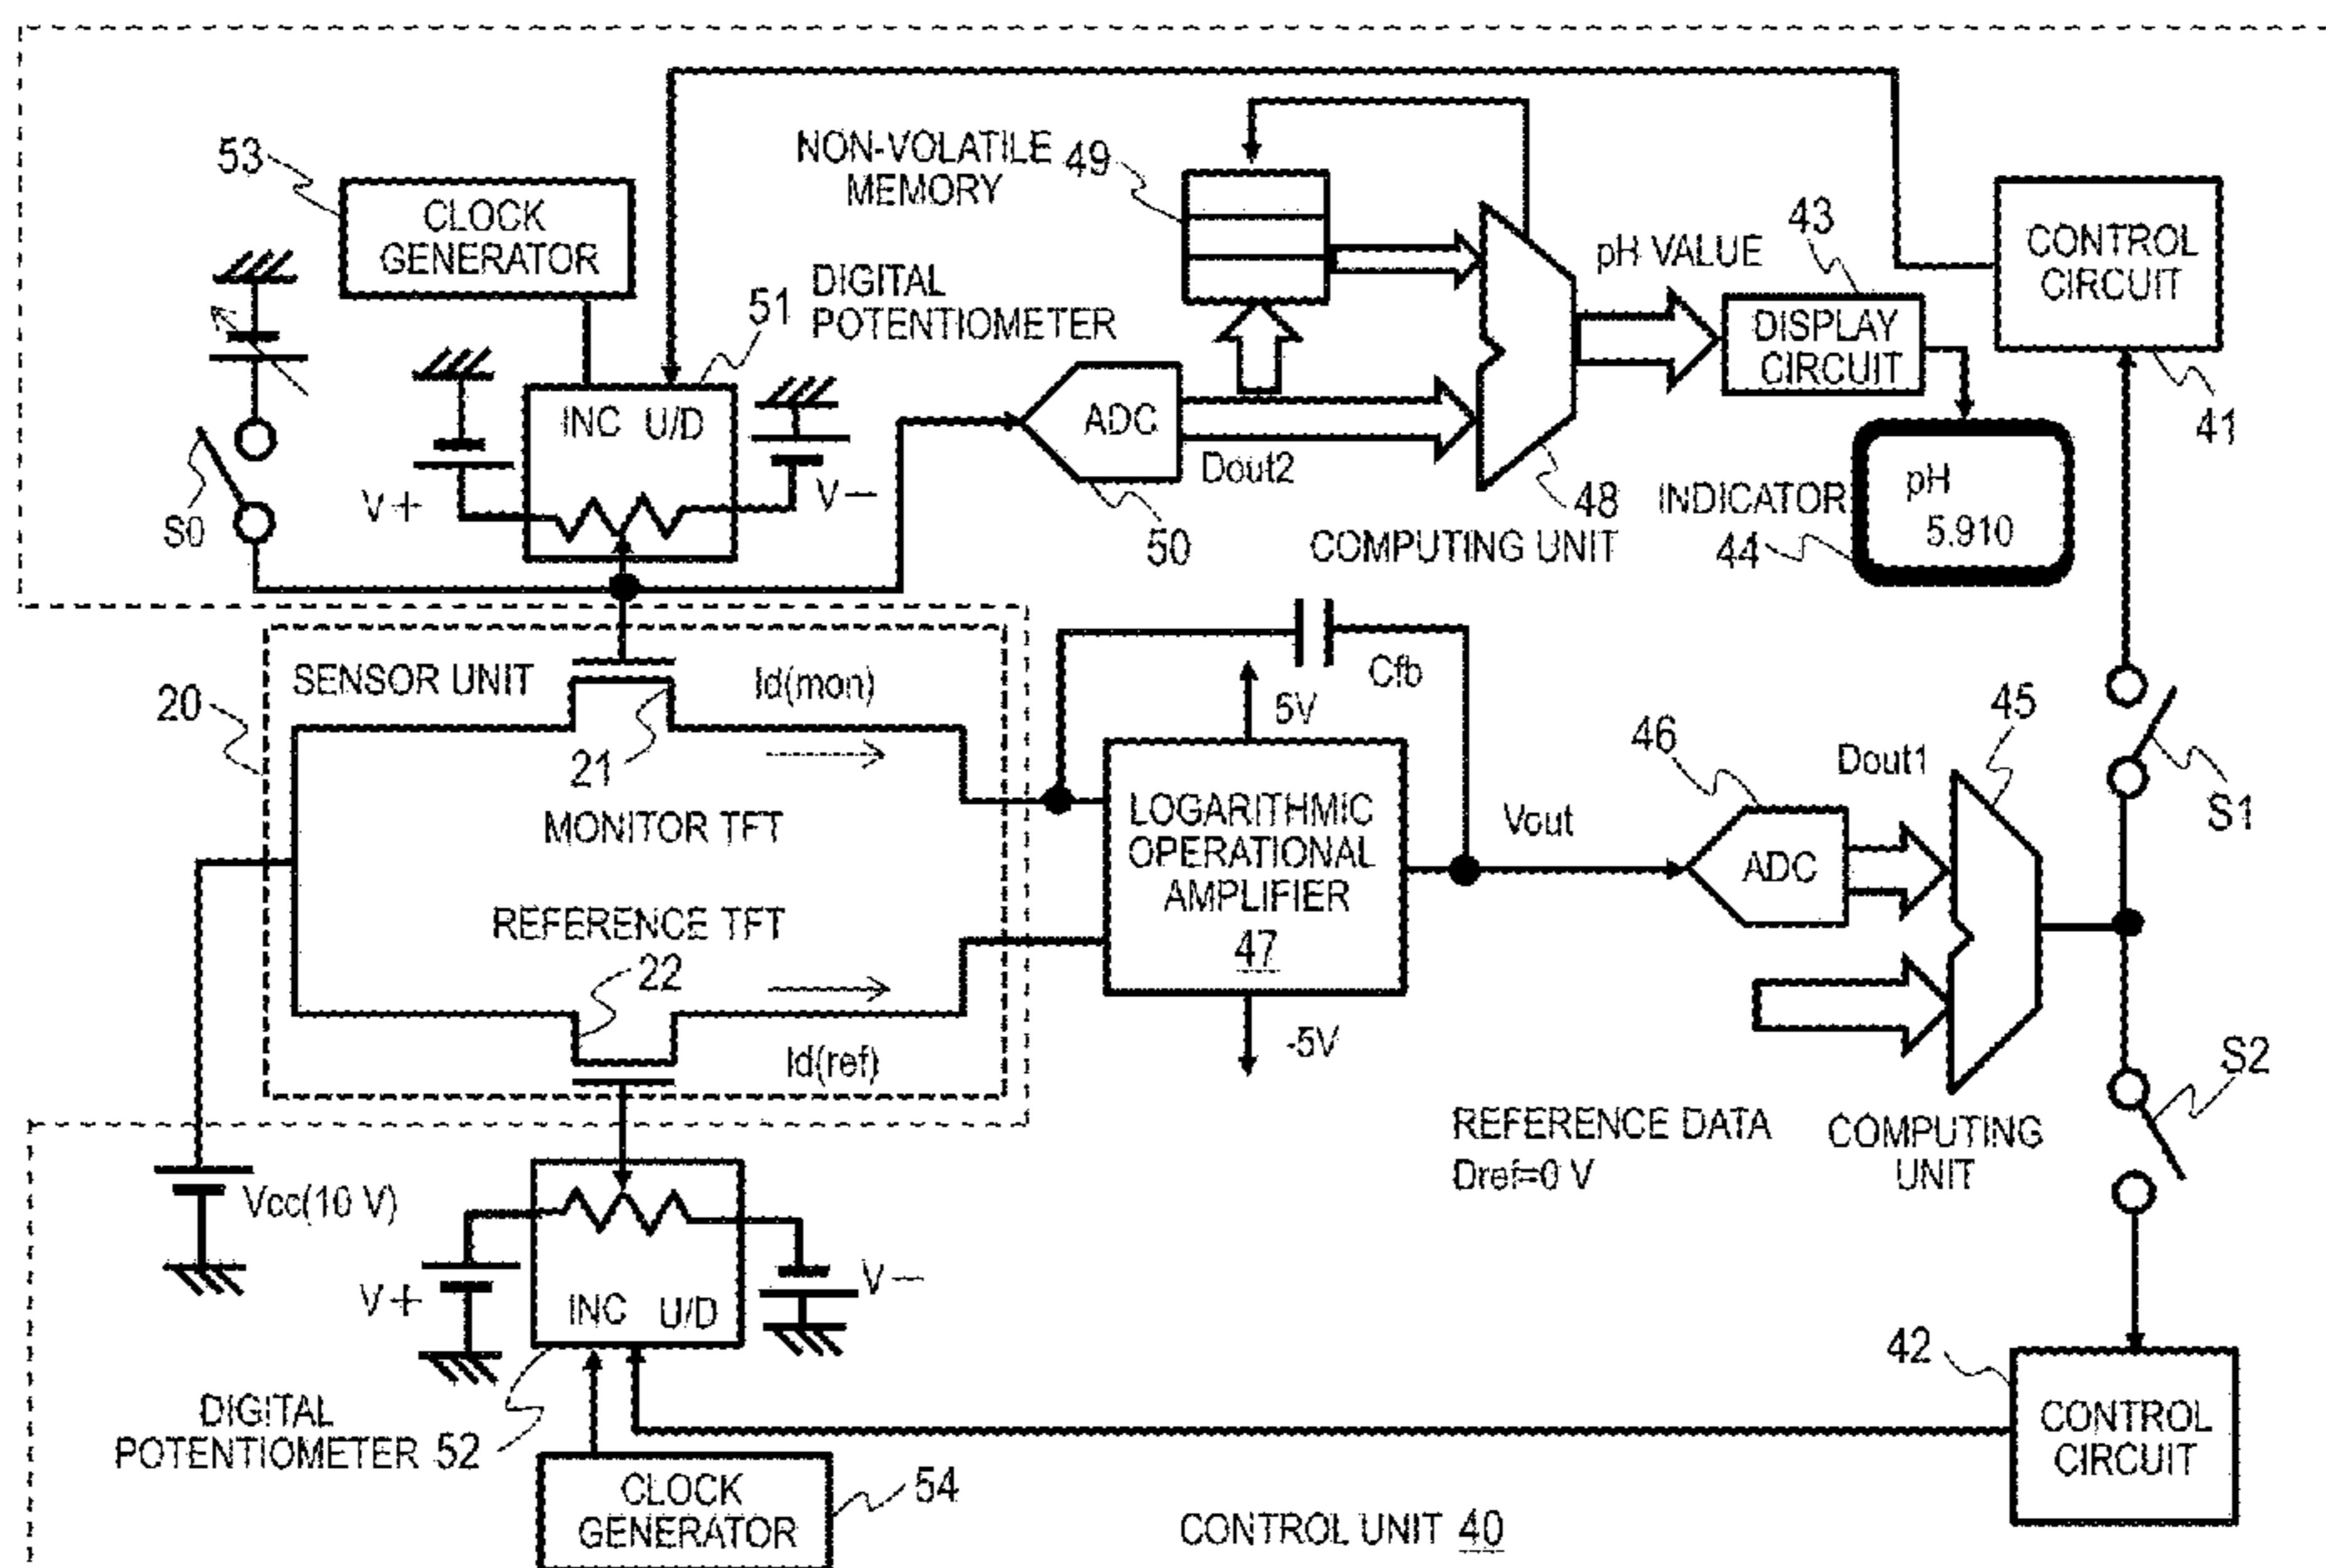 53
CLOCK
GENERATOR
NON-VOLATILE
MEMORY
49
CONTROL
CIRCUIT
41
43
pH VALUE
DISPLAY
CIRCUIT
DIGITAL
POTENTIOMETER
51
INC U/D
V+
V-
S0
ADC
Dout2
50
48
COMPUTING UNIT
INDICATOR
44
pH
5.910
SENSOR UNIT
20
Id(mon)
21
MONITOR TFT
REFERENCE TFT
22
Id(ref)
Cfb
5V
LOGARITHMIC
OPERATIONAL
AMPLIFIER
47
-5V
Vout
46
ADC
Dout1
45
S1
S2
REFERENCE DATA
Dref=0 V
COMPUTING
UNIT
Vcc(10 V)
V+
V-
INC U/D
DIGITAL
POTENTIOMETER 52
CLOCK
GENERATOR
54
42
CONTROL
CIRCUIT
CONTROL UNIT 40